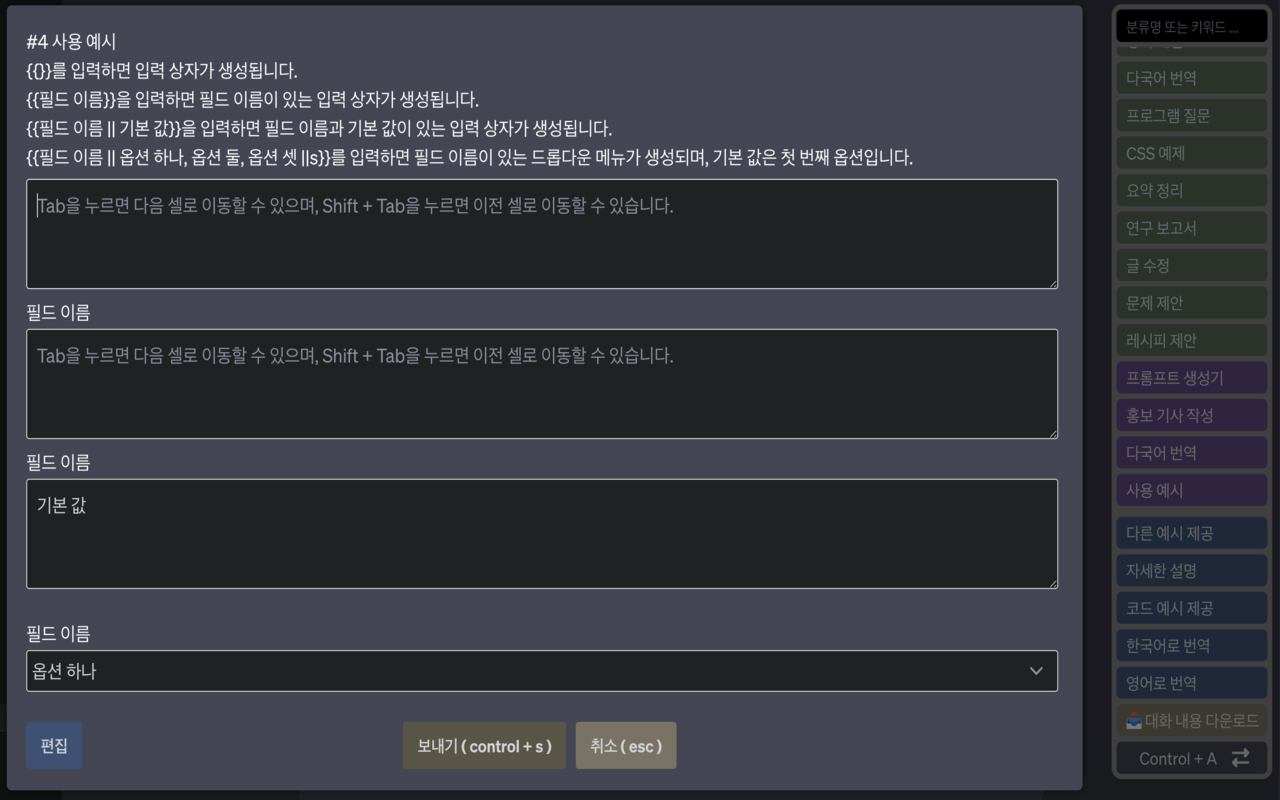 #4 사용 예시
{{}}를 입력하면 입력 상자가 생성됩니다.
{{필드 이름}}을 입력하면 필드 이름이 있는 입력 상자가 생성됩니다.
{{필드 이름 || 기본 값}}을 입력하면 필드 이름과 기본 값이 있는 입력 상자가 생성됩니다.
{{필드 이름 || 옵션 하나, 옵션 둘, 옵션 셋 ||s}}를 입력하면 필드 이름이 있는 드롭다운 메뉴가 생성되며, 기본 값은 첫 번째 옵션입니다.
Tab을 누르면 다음 셀로 이동할 수 있으며, Shift + Tab을 누르면 이전 셀로 이동할 수 있습니다.
필드 이름
Tab을 누르면 다음 셀로 이동할 수 있으며, Shift + Tab을 누르면 이전 셀로 이동할 수 있습니다.
필드 이름
기본 값
필드 이름
옵션 하나
편집
보내기 ( control + s )
취소 ( esc )
분류명 또는 키워드 ...
다국어 번역
프로그램 질문
CSS 예제
요약 정리
연구 보고서
글 수정
문제 제안
레시피 제안
프롬프트 생성기
홍보 기사 작성
다국어 번역
사용 예시
다른 예시 제공
자세한 설명
코드 예시 제공
한국어로 번역
영어로 번역
대화 내용 다운로드
Control + A